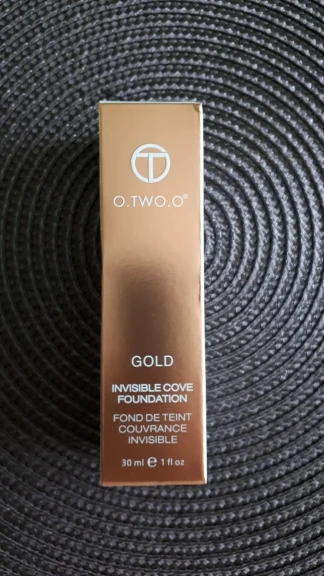 O.TWO.O®
GOLD
INVISIBLE COVE
FOUNDATION
FOND DE TEINT
COUVRANCE
INVISIBLE
30 ml e 1 fl oz